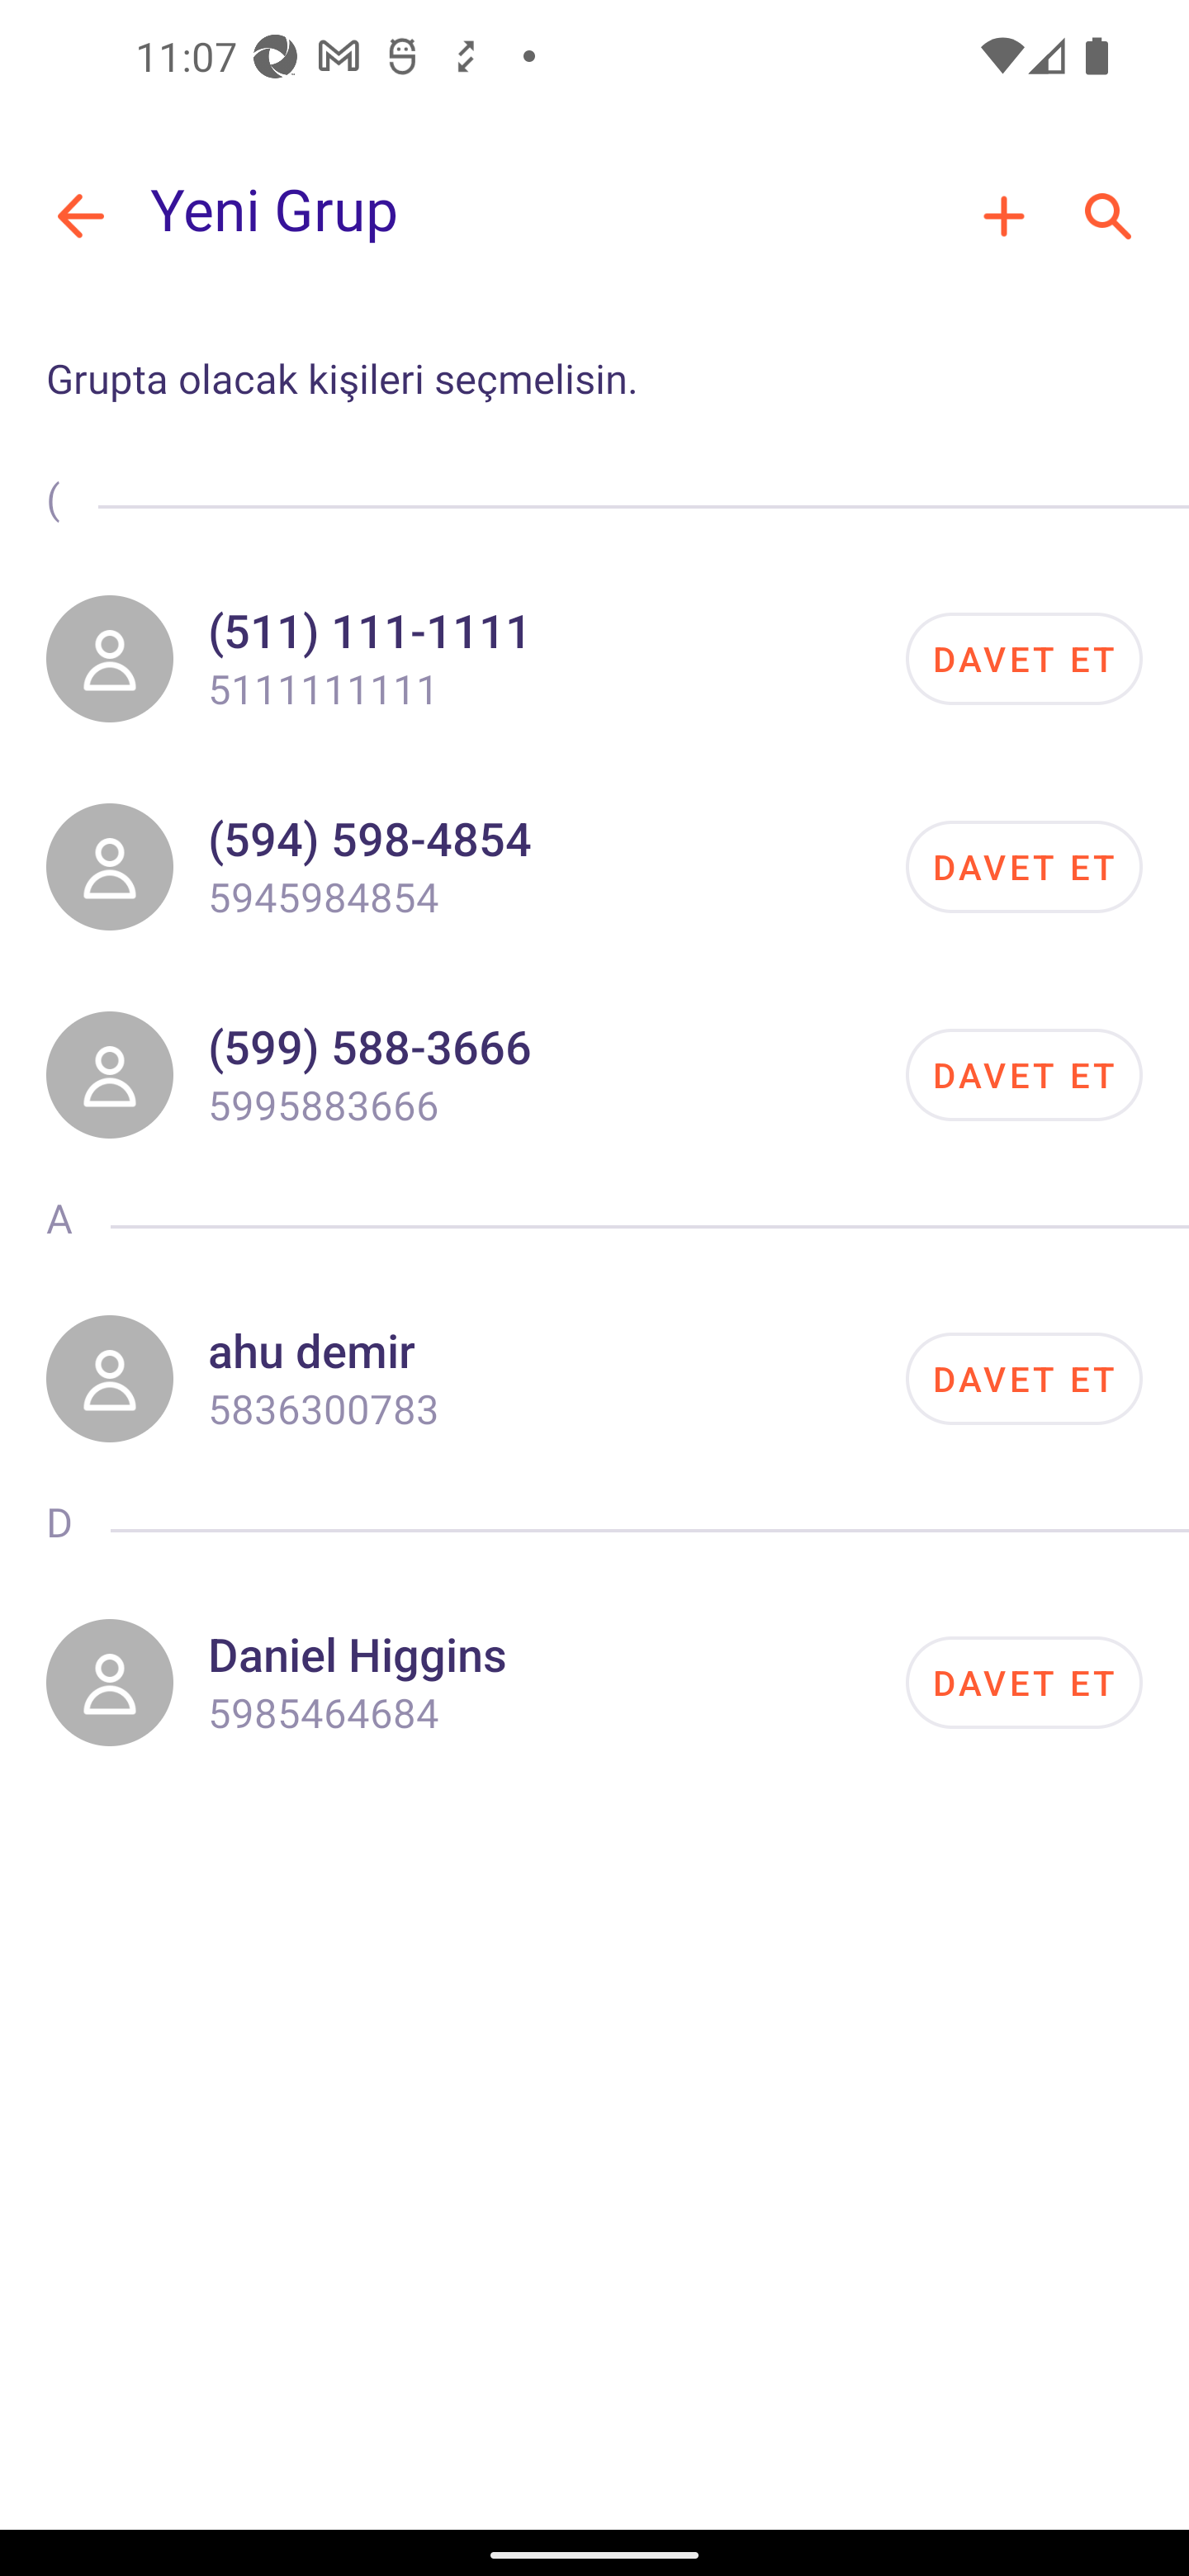 11:07
Yeni Grup
Grupta olacak kişileri seçmelisin.
(
(511) 111-1111
5111111111
DAVET ET
(594) 598-4854
5945984854
DAVET ET
(599) 588-3666
5995883666
DAVET ET
A
ahu demir
5836300783
DAVET ET
D
Daniel Higgins
5985464684
DAVET ET